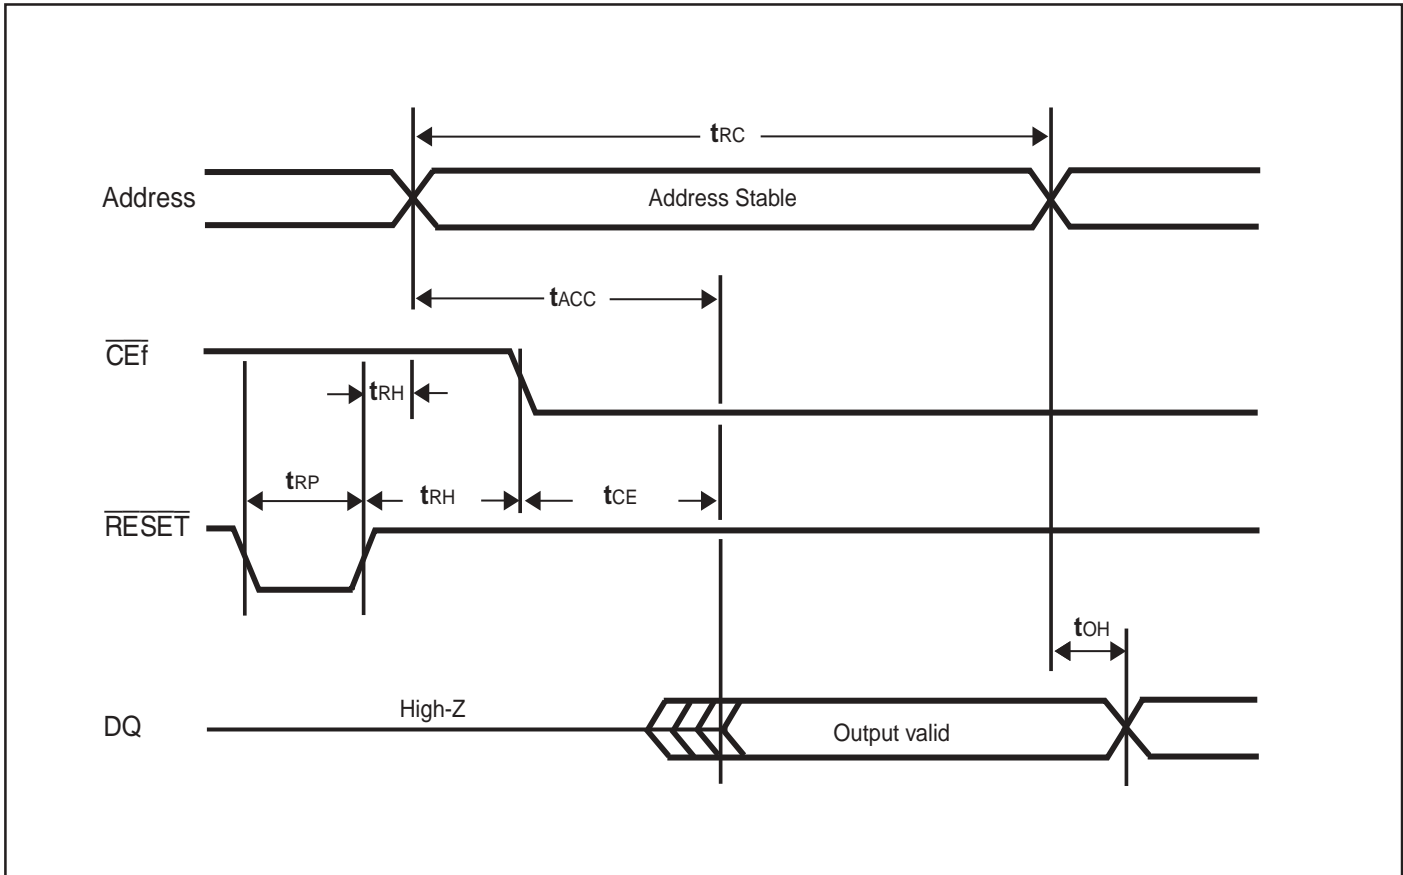 tRC
Address
Address Stable
tACC
CEf
tRH
tRP
tRH
tCE
RESET
tOH
High-Z
DQ
Output valid